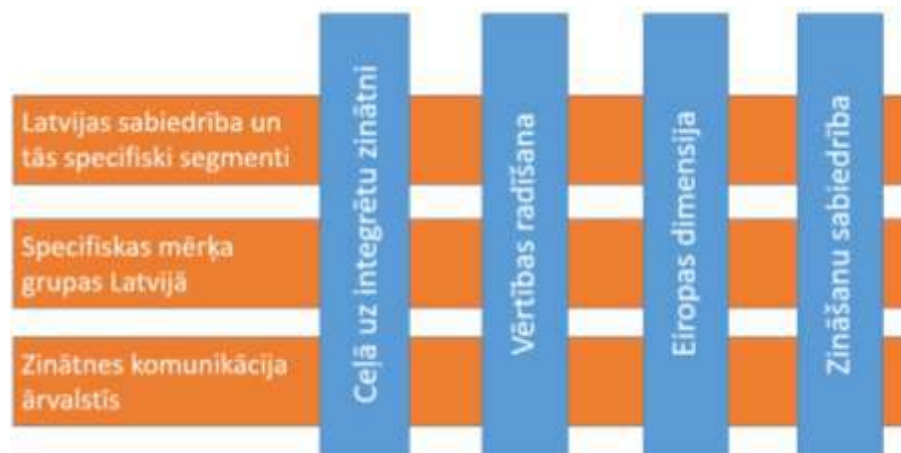 Latvijas sabiedrība un
tās specifiski segmenti
Specifiskas mērķa
grupas Latvijā
Zinātnes komunikācija
ārvalstīs
Ceļā uz integrētu zinātni
Vērtības radīšana
Eiropas dimensija
Zināšanu sabiedrība